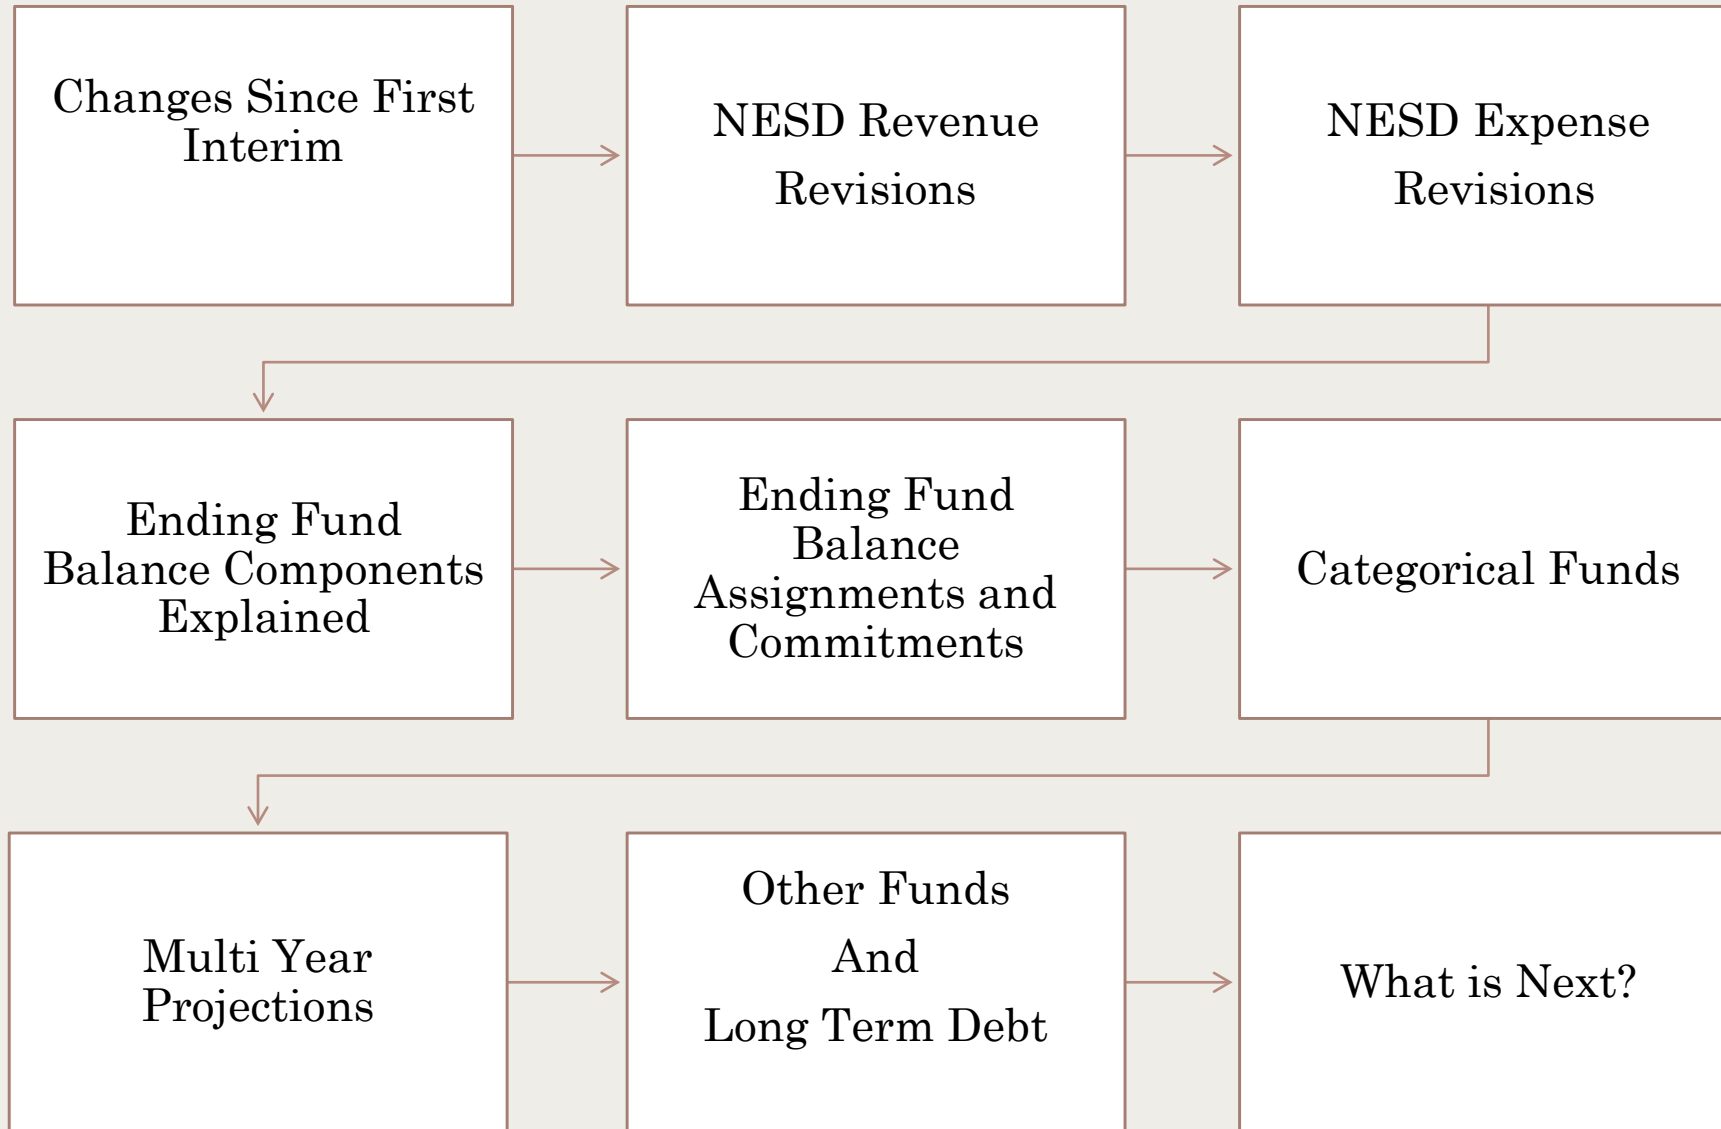 Changes Since First
Interim
NESD Revenue
Revisions
NESD Expense
Revisions
Ending Fund
Balance Components
Explained
Ending Fund
Balance
Assignments and
Commitments
Categorical Funds
Multi Year
Projections
Other Funds
And
Long Term Debt
What is Next?